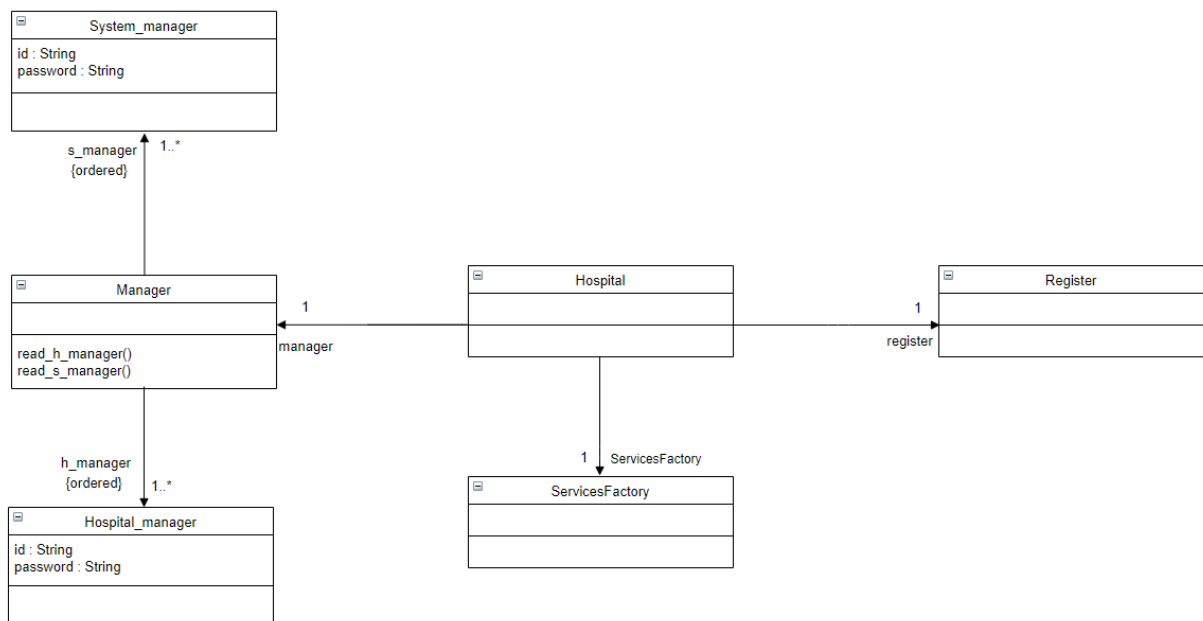 System_manager
id : String
password : String
s_manager
{ordered}
1..*
Manager
read_h_manager()
read_s_manager()
1
manager
Hospital
1
register
Register
h_manager
{ordered}
1..*
1
ServicesFactory
Hospital_manager
id : String
password : String
ServicesFactory